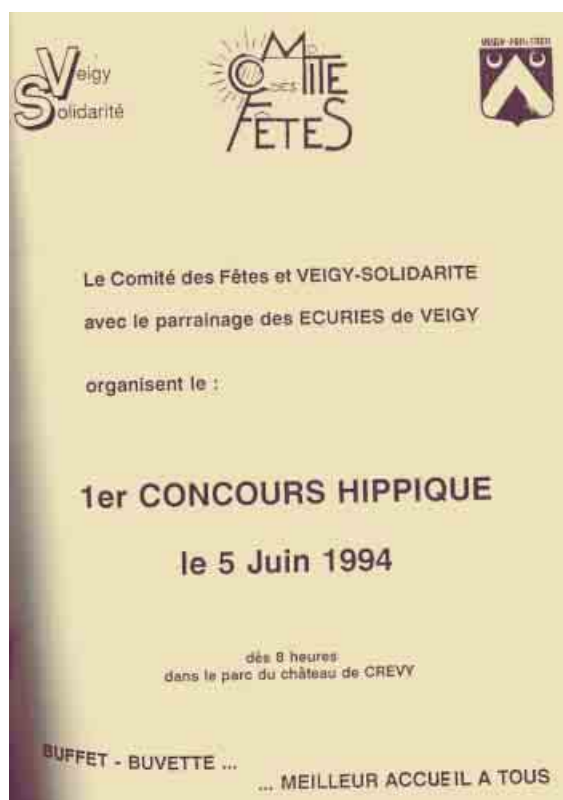 Veigy
Solidarité
COMITE
DES
FÊTES
Le Comité des Fêtes et VEIGY-SOLIDARITE
avec le parrainage des ECURIES de VEIGY
organisent le :
1er CONCOURS HIPPIQUE
le 5 Juin 1994
dès 8 heures
dans le parc du château de CREVY
BUFFET - BUVETTE ...
... MEILLEUR ACCUEIL A TOUS